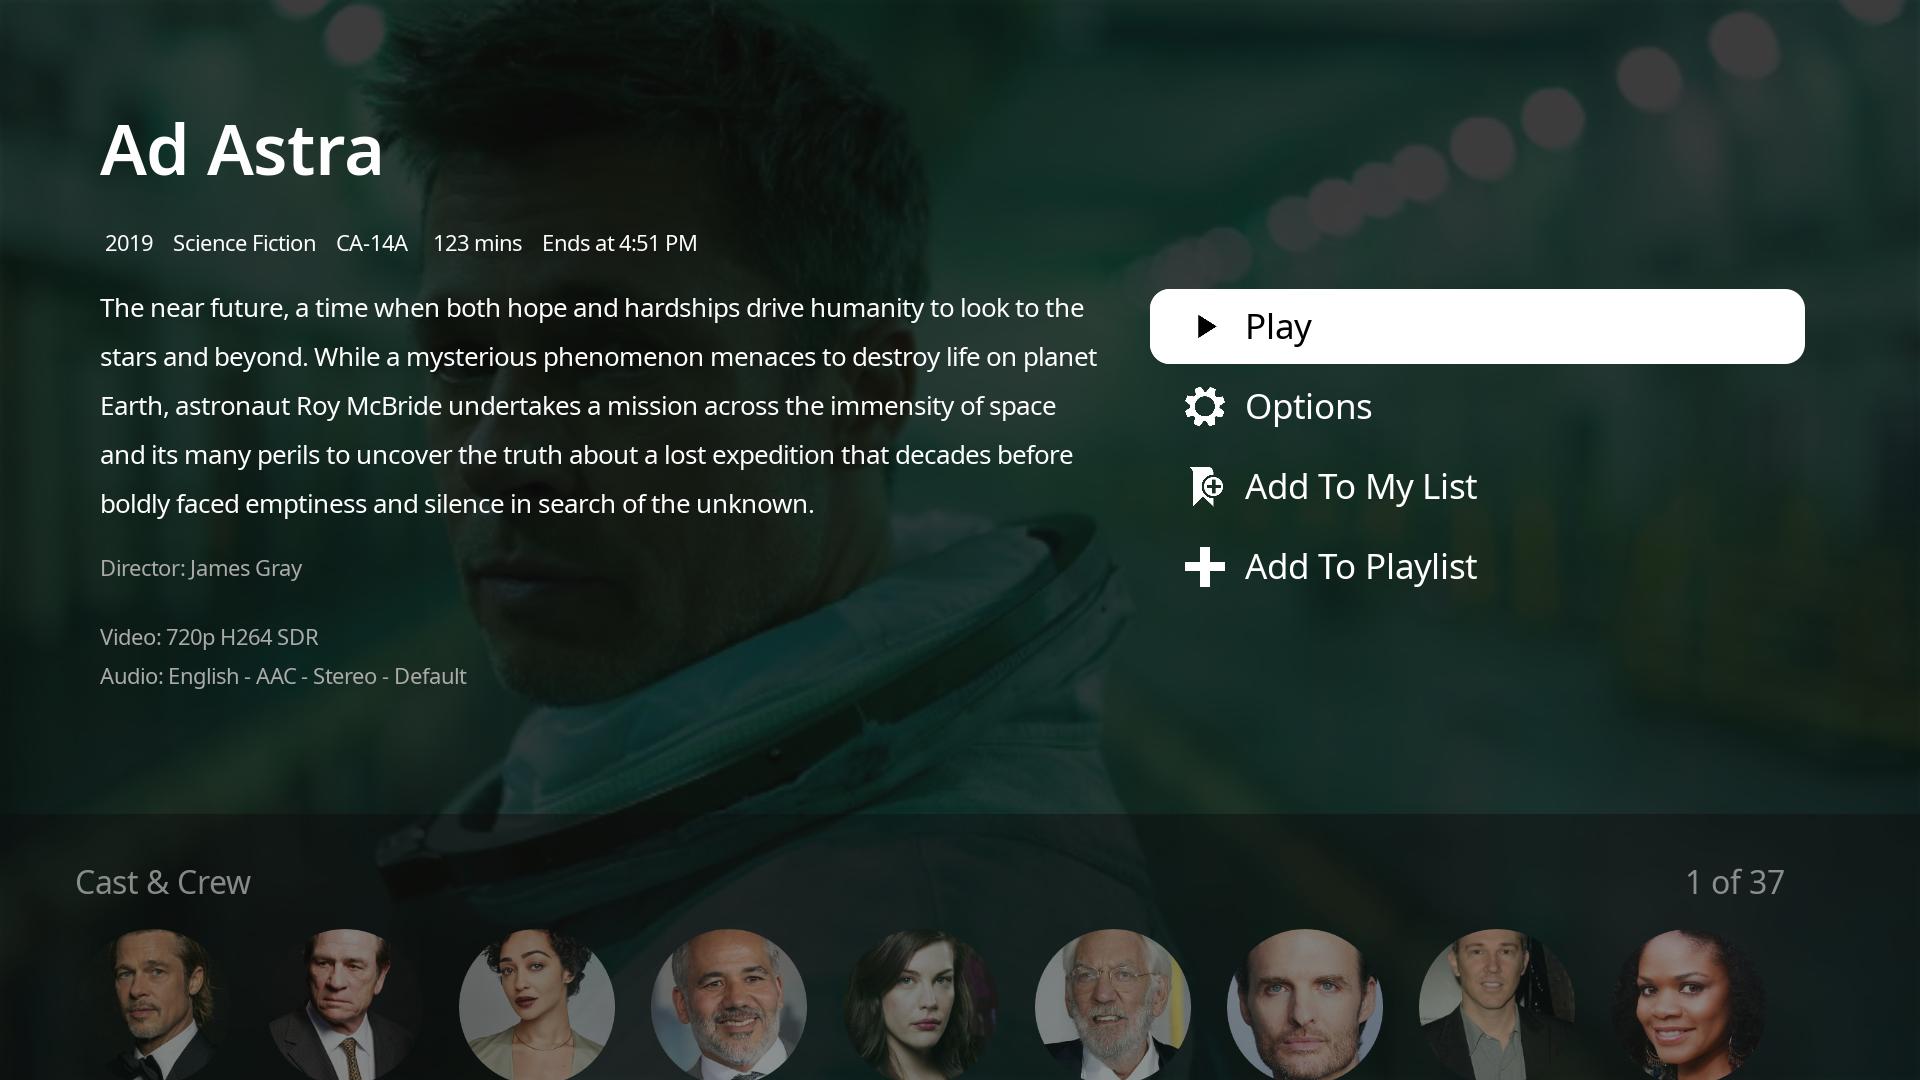 Ad Astra
2019 Science Fiction CA-14A 123 mins Ends at 4:51 PM
The near future, a time when both hope and hardships drive humanity to look to the
stars and beyond. While a mysterious phenomenon menaces to destroy life on planet
Earth, astronaut Roy McBride undertakes a mission across the immensity of space
and its many perils to uncover the truth about a lost expedition that decades before
boldly faced emptiness and silence in search of the unknown.
Director: James Gray
Video: 720p H264 SDR
Audio: English - AAC - Stereo - Default
Play
Options
Add To My List
Add To Playlist
Cast & Crew
1 of 37